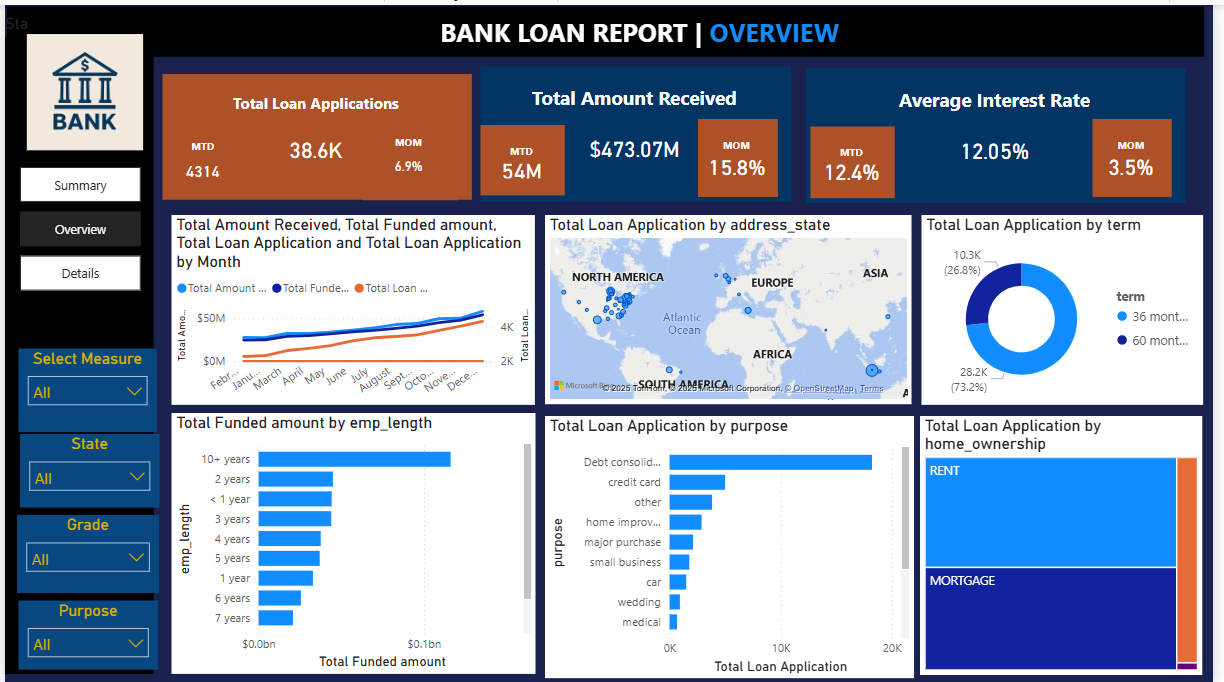 Sta
BANK LOAN REPORT | OVERVIEW
$
BANK
Summary
Overview
Details
Select Measure
All
State
All
Grade
All
Purpose
All
Total Loan Applications
MTD
4314
38.6K
MOM
6.9%
Total Amount Received
MTD
54M
$473.07M
MOM
15.8%
Average Interest Rate
MTD
12.4%
12.05%
MOM
3.5%
Total Amount Received, Total Funded amount,
Total Loan Application and Total Loan Application
by Month
Total Amount ...
Total Funde...
Total Loan ...
Total Amo...
$50M
$0M
4K
2K
Total Loan...
Febr...
Janu...
March
April
May
June
July
August
Sept...
Octo...
Nove...
Dece...
Total Loan Application by address_state
NORTH AMERICA
EUROPE
ASIA
Atlantic
Ocean
AFRICA
SOUTH AMERICA
Microsoft
© 2025 TomTom, © 2025 Microsoft Corporation, © OpenStreetMap, Terms
Total Loan Application by term
10.3K
(26.8%)
28.2K
(73.2%)
term
36 mont...
60 mont...
Total Funded amount by emp_length
emp_length
10+ years
2 years
< 1 year
3 years
4 years
5 years
1 year
6 years
7 years
$0.0bn
$0.1bn
Total Funded amount
Total Loan Application by purpose
purpose
Debt consolid...
credit card
other
home improv...
major purchase
small business
car
wedding
medical
0K
10K
20K
Total Loan Application
Total Loan Application by
home_ownership
RENT
MORTGAGE